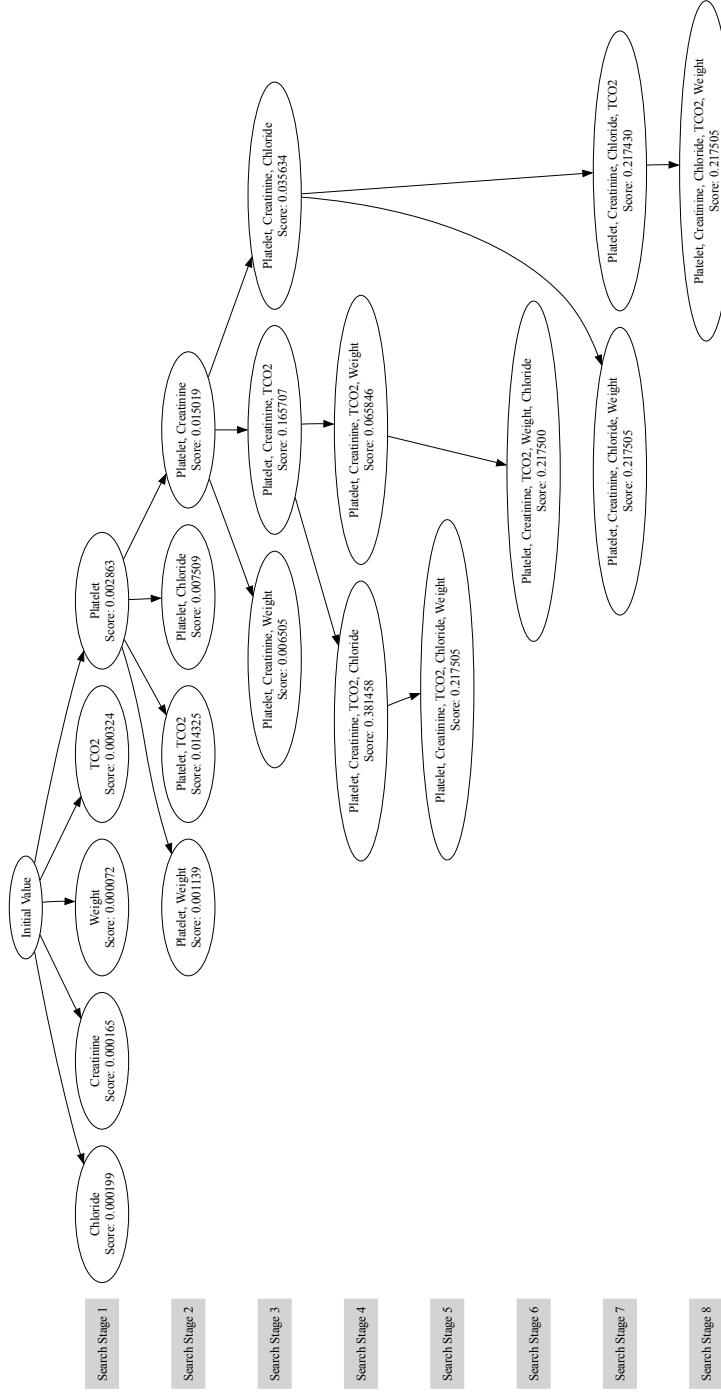 Initial Value
Search Stage 1
Chloride
Score: 0.000199
Creatinine
Score: 0.000165
Weight
Score: 0.000072
TCO2
Score: 0.000324
Platelet
Score: 0.002863
Search Stage 2
Platelet, Weight
Score: 0.001139
Platelet, TCO2
Score: 0.014325
Platelet, Chloride
Score: 0.007509
Platelet, Creatinine
Score: 0.015019
Search Stage 3
Platelet, Creatinine, Weight
Score: 0.006505
Platelet, Creatinine, TCO2
Score: 0.165707
Platelet, Creatinine, Chloride
Score: 0.035634
Search Stage 4
Platelet, Creatinine, TCO2, Chloride
Score: 0.381458
Platelet, Creatinine, TCO2, Weight
Score: 0.065846
Search Stage 5
Platelet, Creatinine, TCO2, Chloride, Weight
Score: 0.217505
Search Stage 6
Platelet, Creatinine, TCO2, Weight, Chloride
Score: 0.217500
Search Stage 7
Platelet, Creatinine, Chloride, Weight
Score: 0.217505
Platelet, Creatinine, Chloride, TCO2
Score: 0.217430
Search Stage 8
Platelet, Creatinine, Chloride, TCO2, Weight
Score: 0.217505